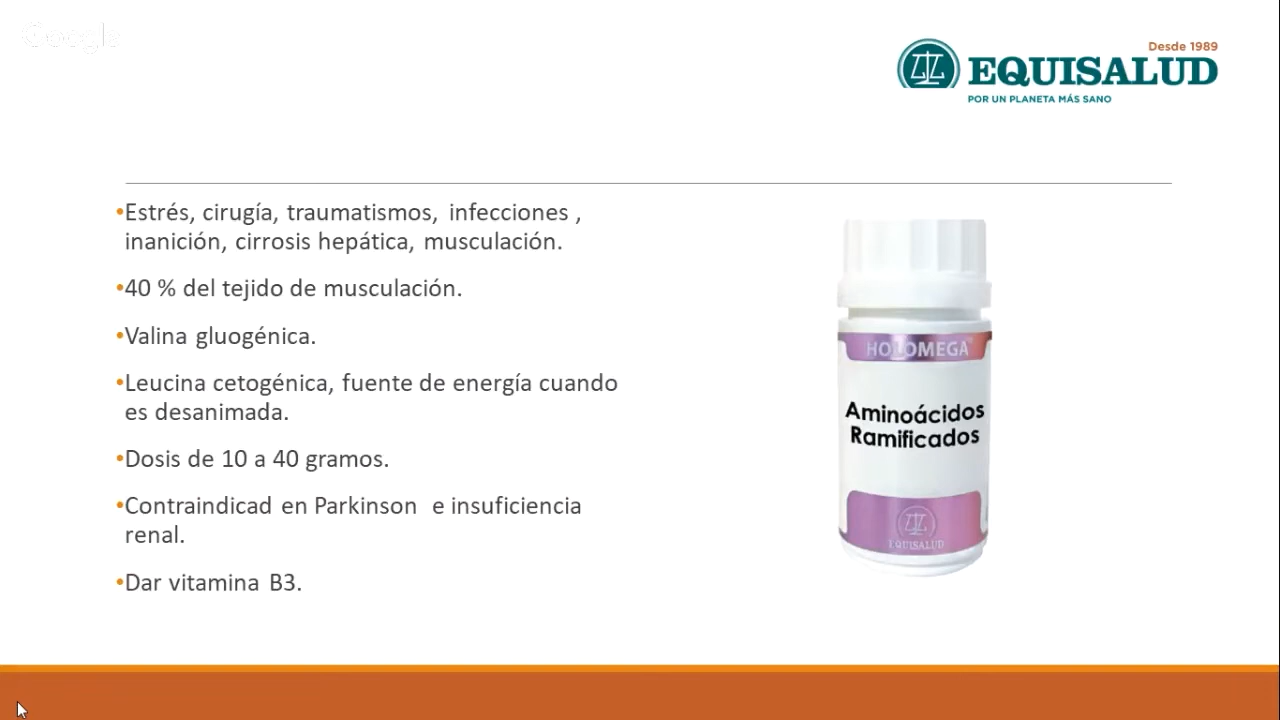 Google
Desde 1989
EQUISALUD
POR UN PLANETA MÁS SANO
•Estrés, cirugía, traumatismos, infecciones ,
inanición, cirrosis hepática, musculación.
•40 % del tejido de musculación.
•Valina gluogénica.
•Leucina cetogénica, fuente de energía cuando
es desanimada.
•Dosis de 10 a 40 gramos.
•Contraindicad en Parkinson e insuficiencia
renal.
•Dar vitamina B3.
HOLOMEGA
Aminoácidos
Ramificados
EQUISALUD